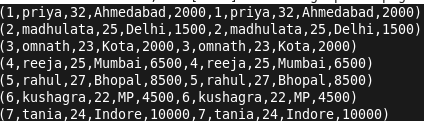 (1,priya,32,Ahmedabad,2000,1,priya,32,Ahmedabad,2000)
(2,madhulata,25,Delhi,1500,2,madhulata,25,Delhi,1500)
(3,omnath,23,Kota,2000,3,omnath,23,Kota,2000)
(4,reeja,25,Mumbai,6500,4,reeja,25,Mumbai,6500)
(5,rahul,27,Bhopal,8500,5,rahul,27,Bhopal,8500)
(6,kushagra,22,MP,4500,6,kushagra,22,MP,4500)
(7,tania,24,Indore,10000,7,tania,24,Indore,10000)